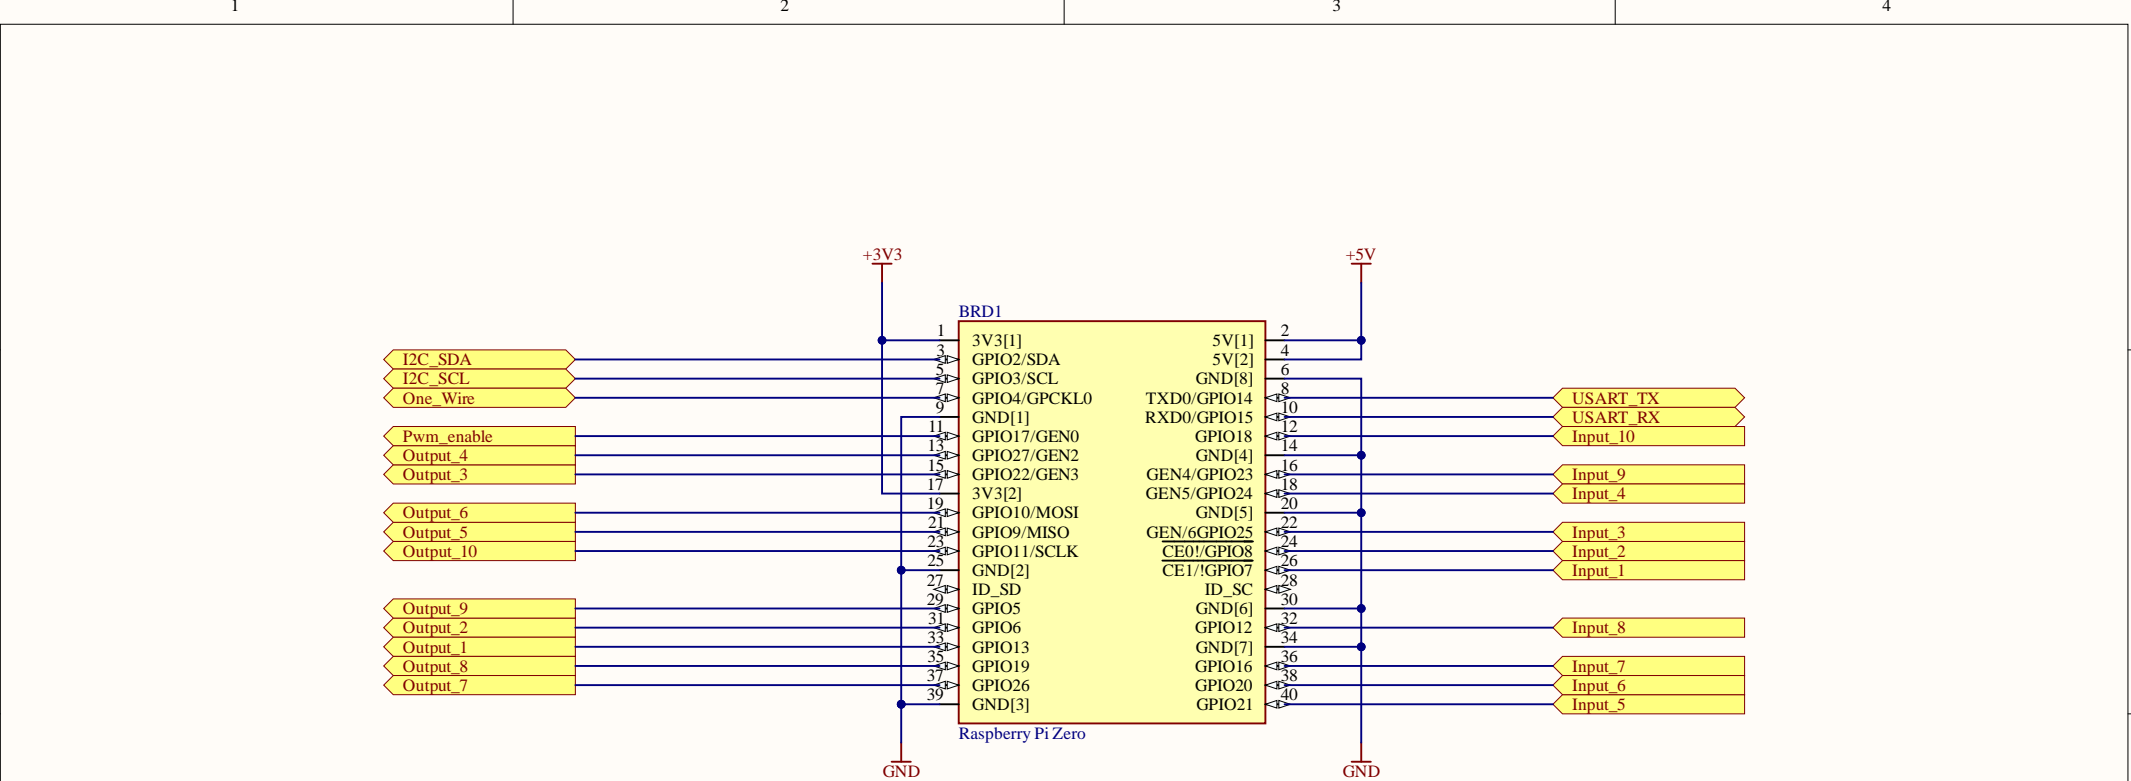 1 2 3 4
+3V3 +5V
BRD1
1 3V3[1] 5V[1] 2
I2C_SDA 3 GPIO2/SDA 5V[2] 4
I2C_SCL 5 GPIO3/SCL GND[8] 6
One_Wire 7 GPIO4/GPCKL0 TXD0/GPIO14 8 USART_TX
9 GND[1] RXD0/GPIO15 10 USART_RX
Pwm_enable 11 GPIO17/GEN0 GPIO18 12 Input_10
Output_4 13 GPIO27/GEN2 GND[4] 14
Output_3 15 GPIO22/GEN3 GEN4/GPIO23 16 Input_9
17 3V3[2] GEN5/GPIO24 18 Input_4
Output_6 19 GPIO10/MOSI GND[5] 20
Output_5 21 GPIO9/MISO GEN/6GPIO25 22 Input_3
Output_10 23 GPIO11/SCLK CE0!/GPIO8 24 Input_2
25 GND[2] CE1/!GPIO7 26 Input_1
27 ID_SD ID_SC 28
Output_9 29 GPIO5 GND[6] 30
Output_2 31 GPIO6 GPIO12 32 Input_8
Output_1 33 GPIO13 GND[7] 34
Output_8 35 GPIO19 GPIO16 36 Input_7
Output_7 37 GPIO26 GPIO20 38 Input_6
39 GND[3] GPIO21 40 Input_5
Raspberry Pi Zero
GND GND